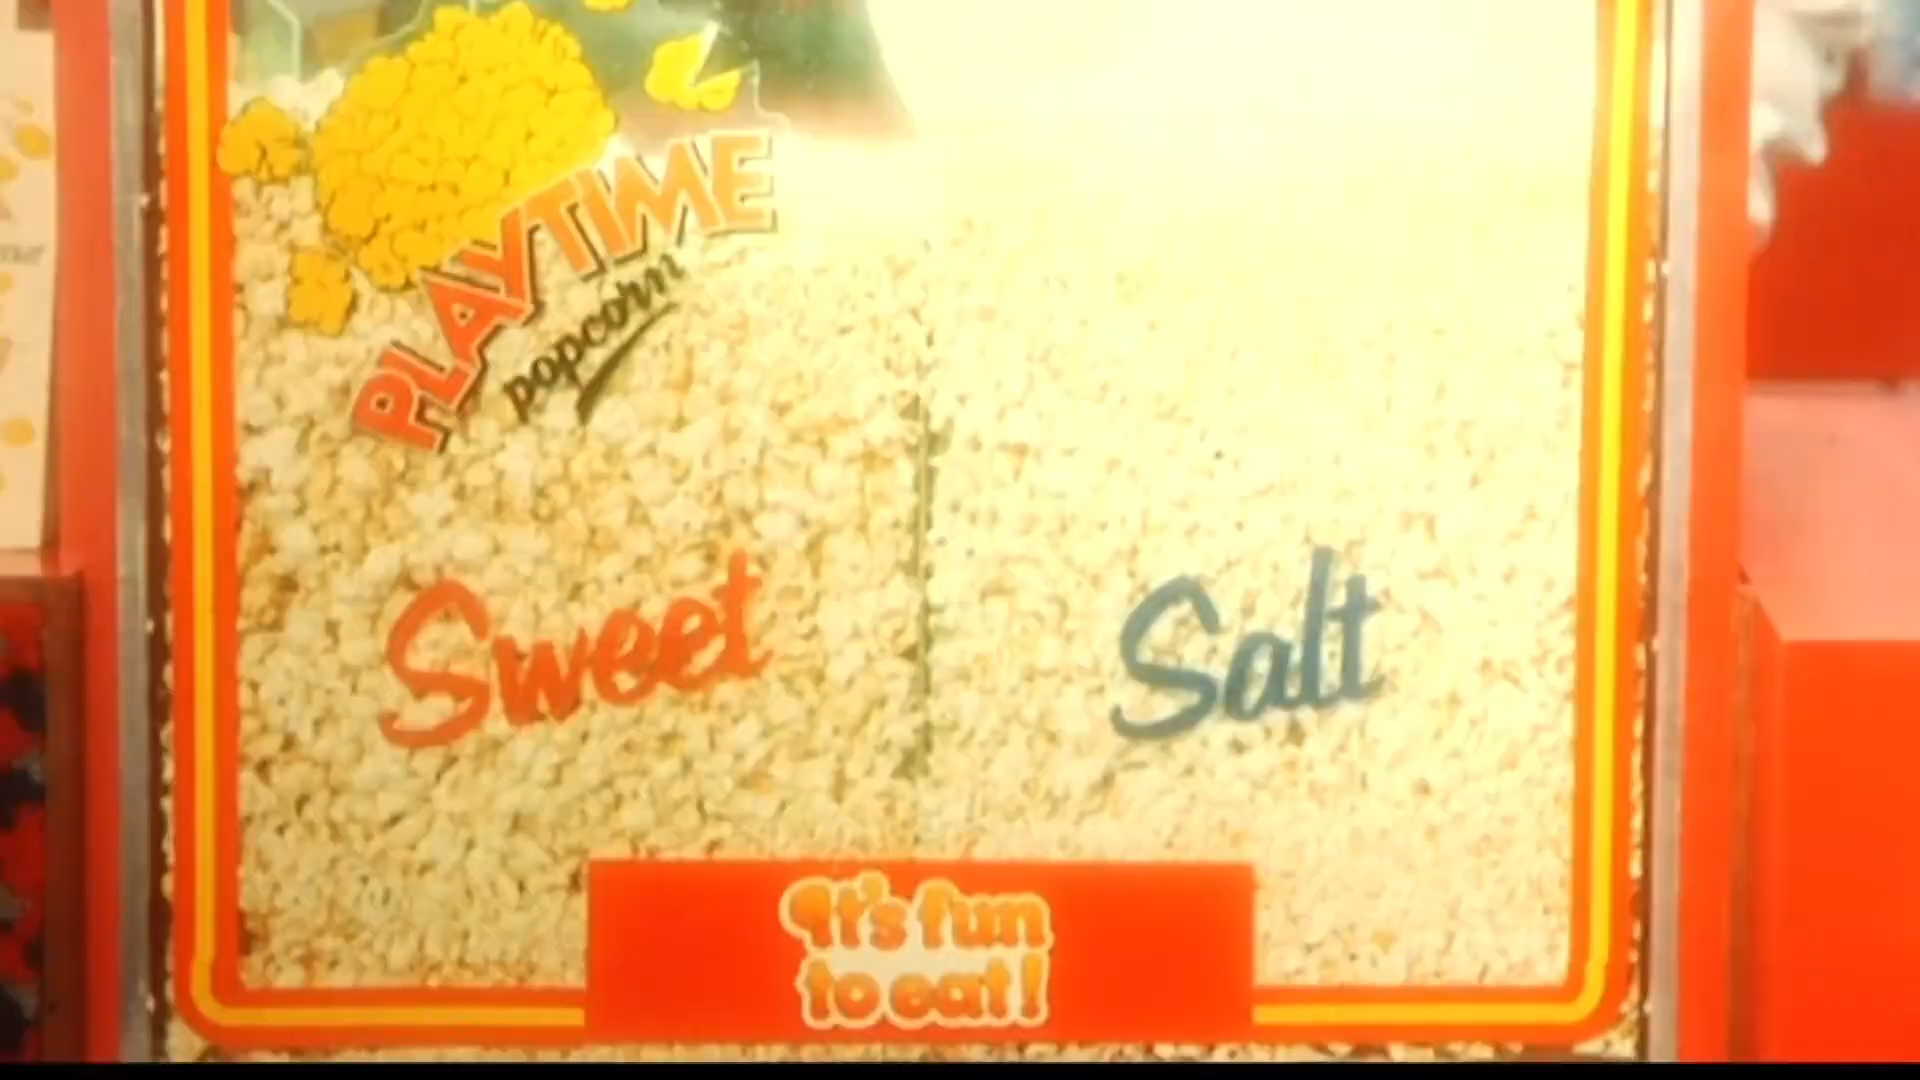 PLAYTIME
popcorn
Sweet
Salt
It's fun
to eat!